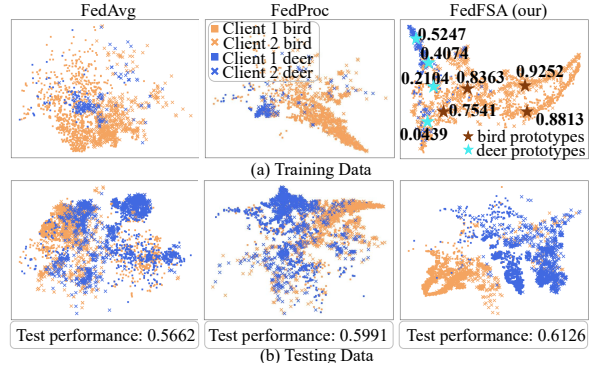 FedAvg
FedProc
FedFSA (our)
Client 1 bird
Client 2 bird
Client 1 deer
Client 2 deer
0.5247
0.4074
0.2104
0.8363
0.9252
0.7541
0.0439
0.8813
bird prototypes
deer prototypes
(a) Training Data
Test performance: 0.5662
Test performance: 0.5991
Test performance: 0.6126
(b) Testing Data